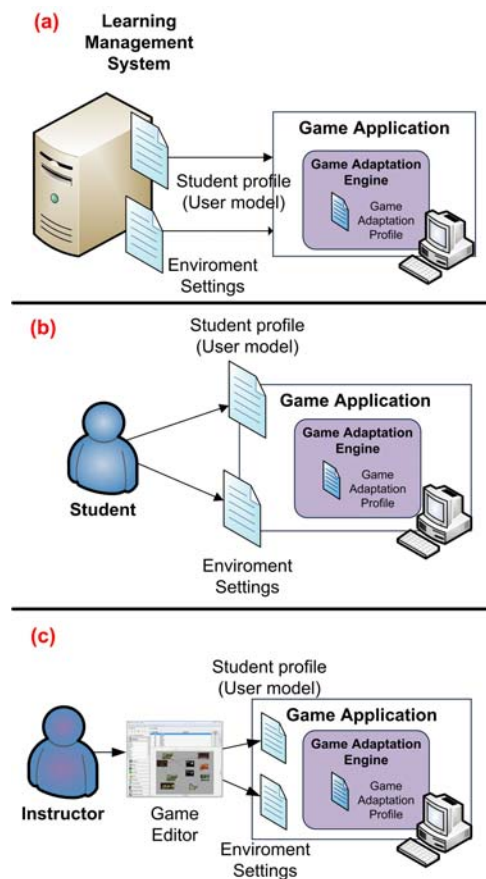 (a)
Learning
Management
System
Game Application
Game Adaptation
Engine
Game
Adaptation
Profile
Student profile
(User model)
Enviroment
Settings
(b)
Student profile
(User model)
Game Application
Game Adaptation
Engine
Game
Adaptation
Profile
Student
Enviroment
Settings
(c)
Student profile
(User model)
Game Application
Game Adaptation
Engine
Game
Adaptation
Profile
Instructor
Game
Editor
Enviroment
Settings